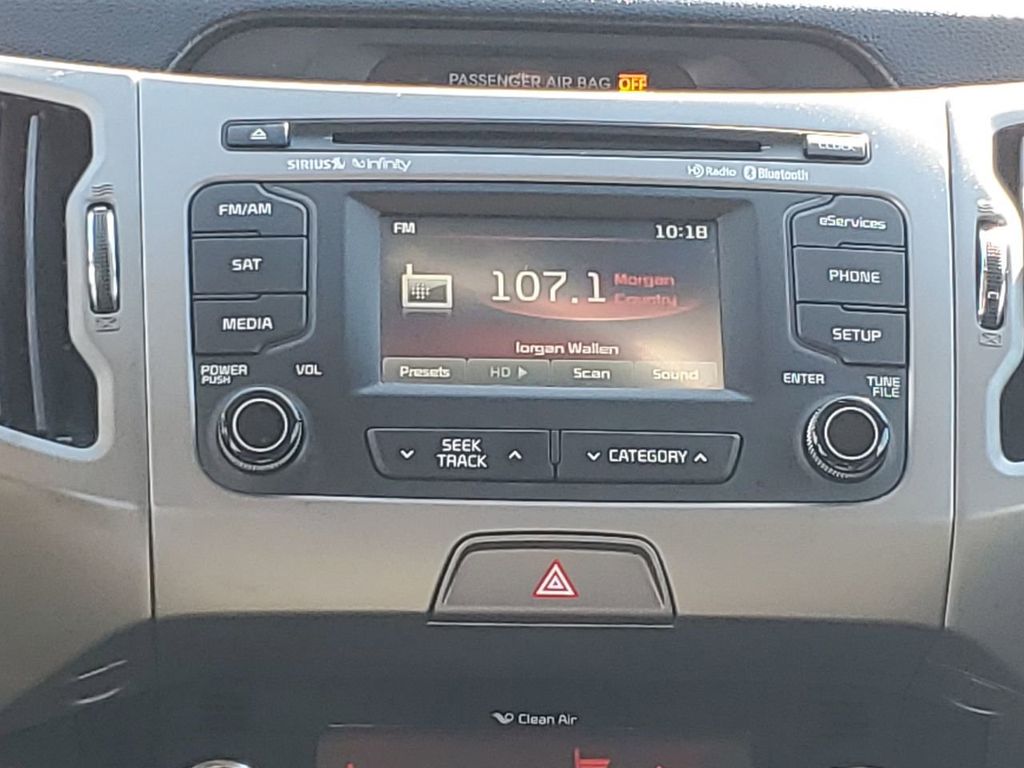 PASSENGER AIR BAG OFF
CLOCK
SIRIUS infinity
HD Radio Bluetooth
FM/AM
SAT
MEDIA
POWER
PUSH
VOL
FM 10:18
107.1 Morgan
Country
lorgan Wallen
Presets HD Scan Sound
eServices
PHONE
SETUP
ENTER
TUNE
FILE
SEEK
TRACK
CATEGORY
Clean Air